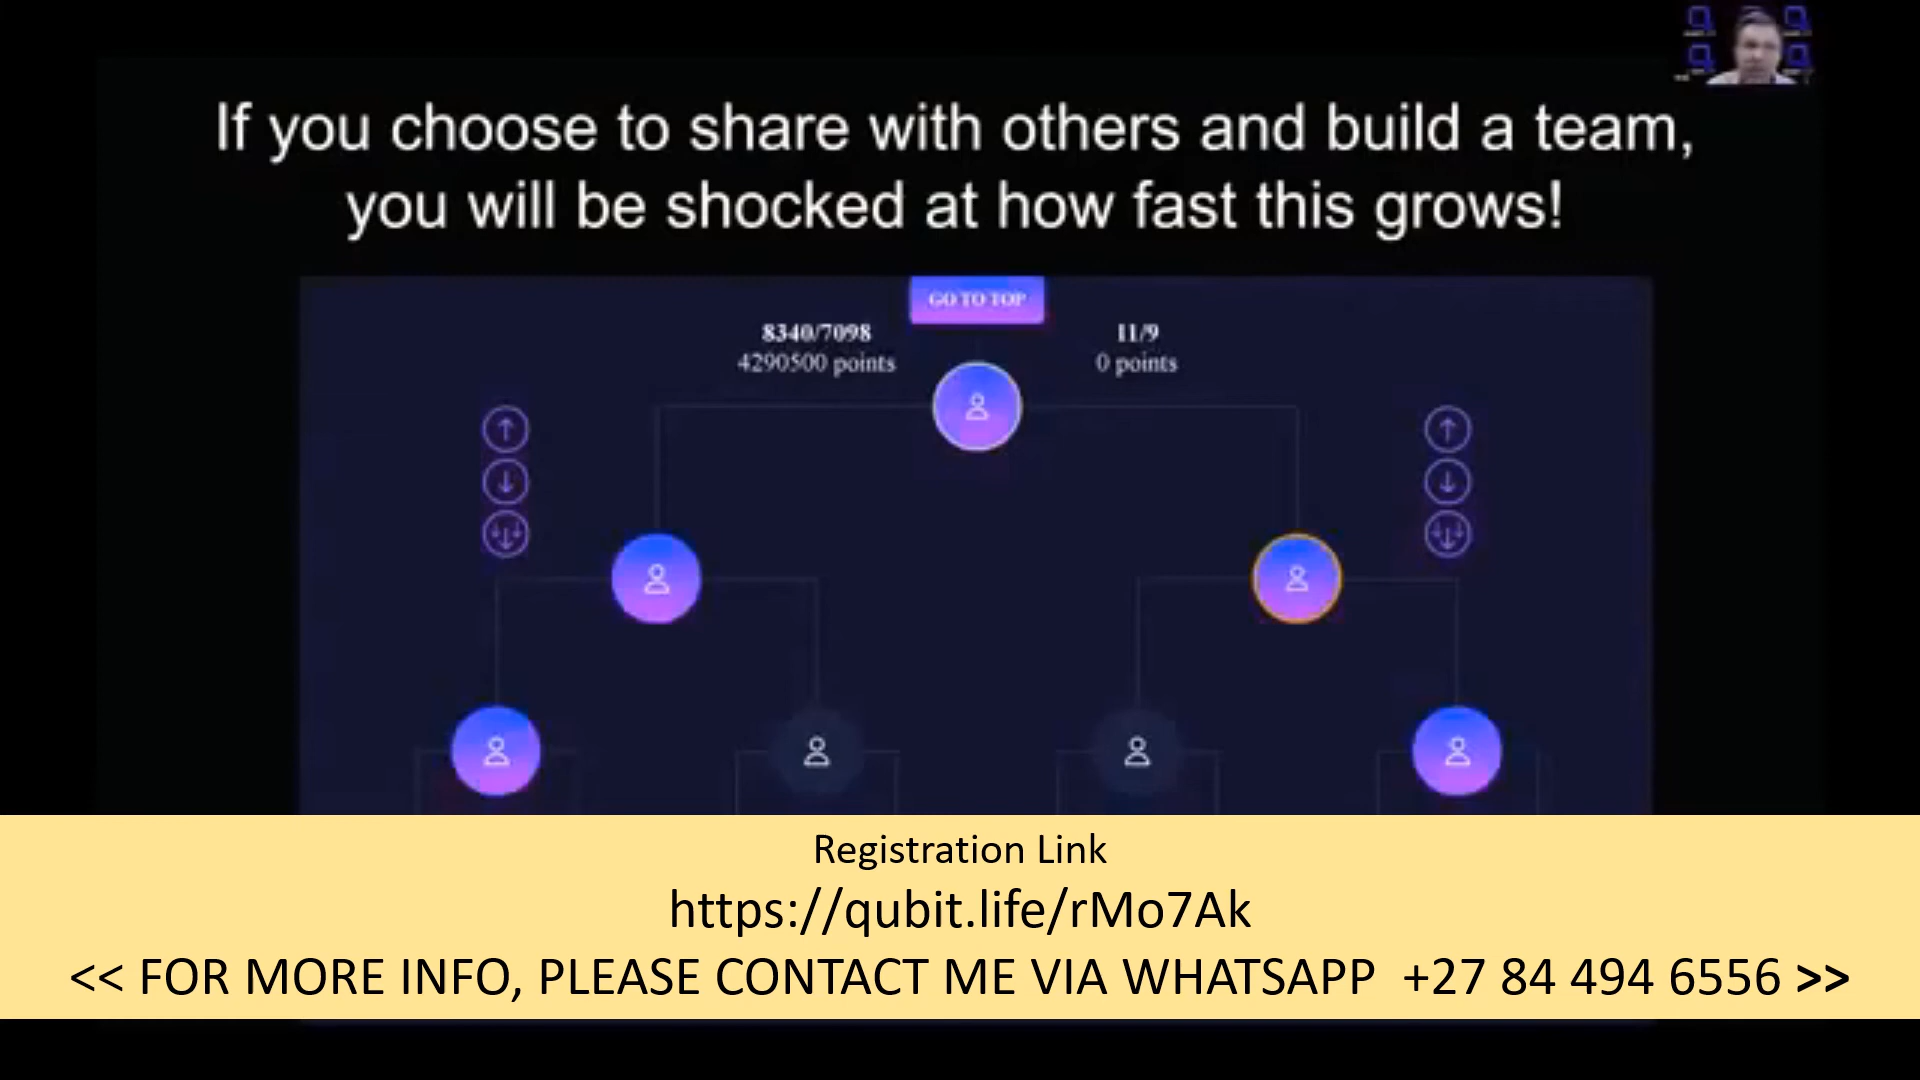 If you choose to share with others and build a team,
you will be shocked at how fast this grows!
GO TO TOP
8340/7098
4290500 points
11/9
0 points
Registration Link
https://qubit.life/rMo7Ak
<< FOR MORE INFO, PLEASE CONTACT ME VIA WHATSAPP +27 84 494 6556 >>